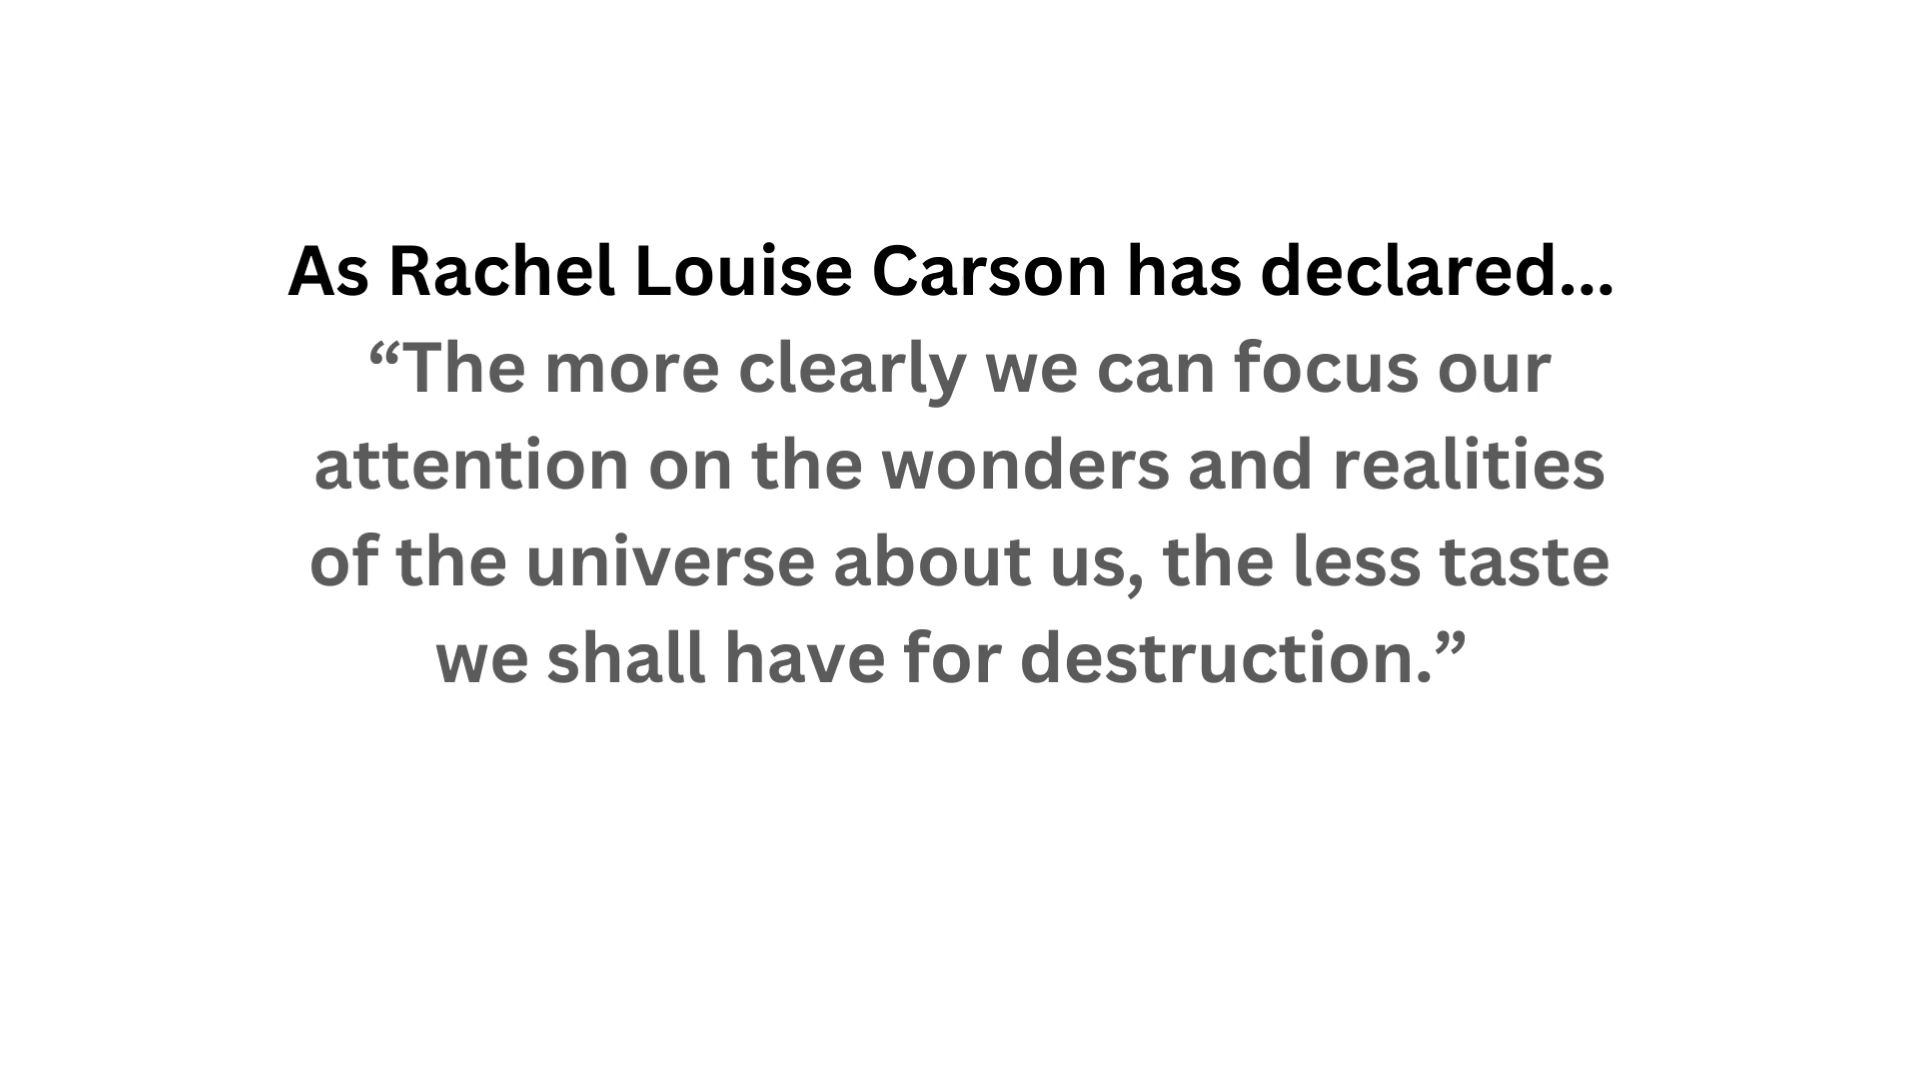 As Rachel Louise Carson has declared...
“The more clearly we can focus our
attention on the wonders and realities
of the universe about us, the less taste
we shall have for destruction.”